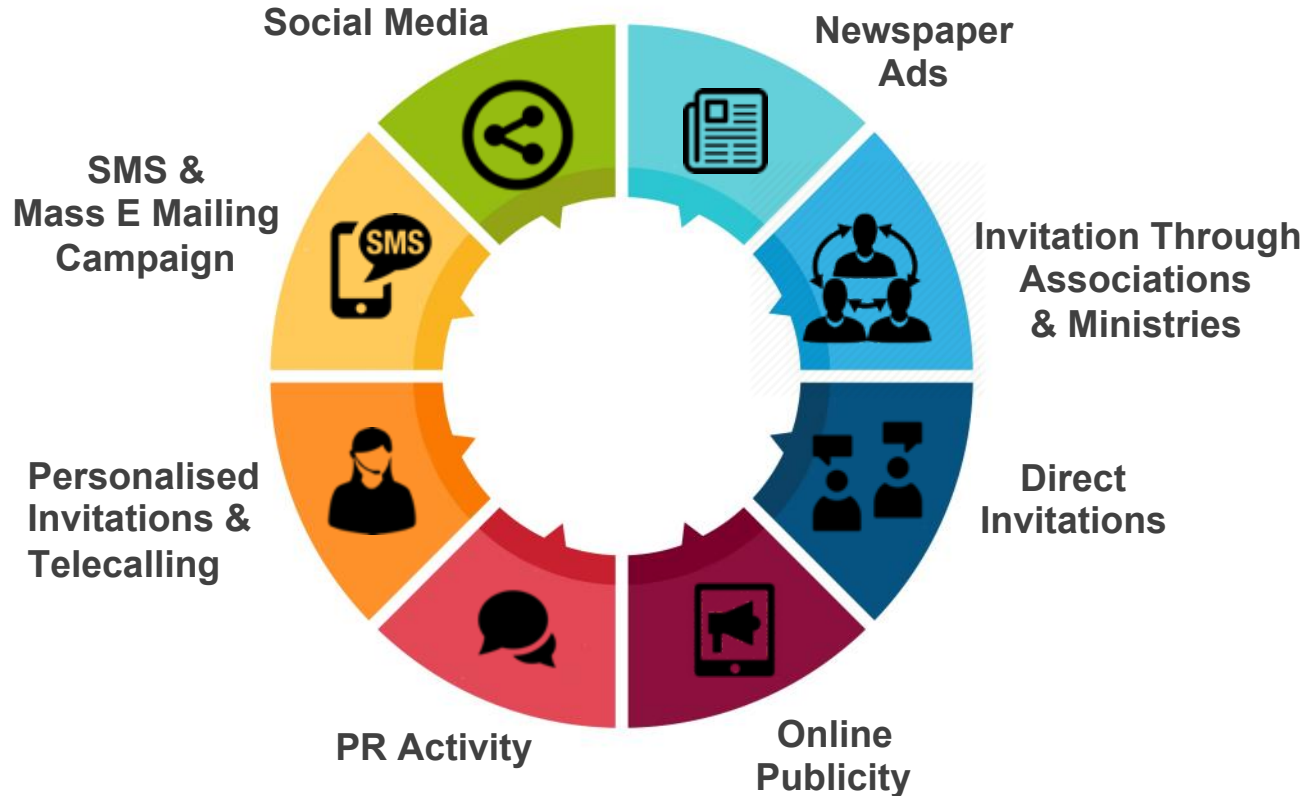 Social Media
Newspaper
Ads
SMS &
Mass E Mailing
Campaign
SMS
Invitation Through
Associations
& Ministries
Personalised
Invitations &
Telecalling
Direct
Invitations
PR Activity
Online
Publicity